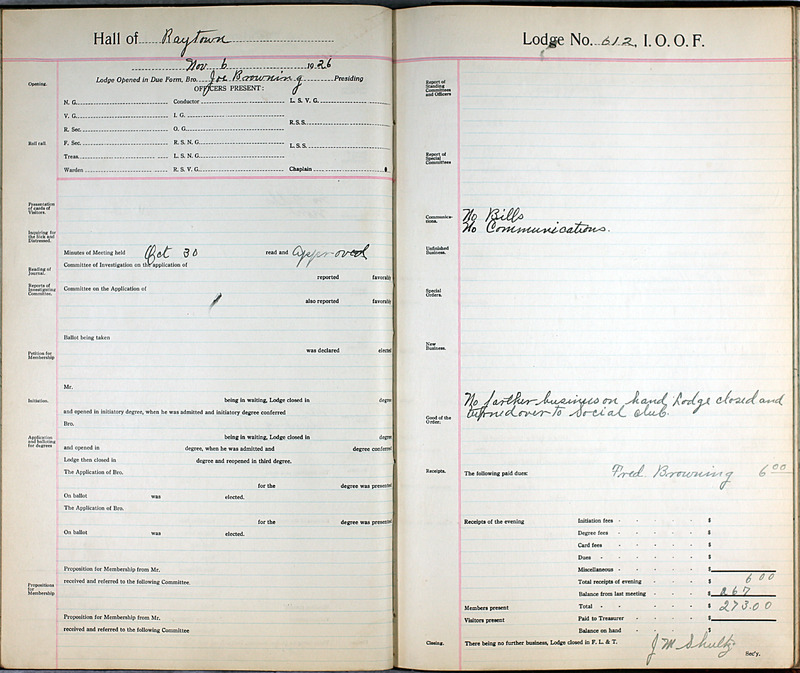 Hall of Raytown
Nov 6 1926
Lodge Opened in Due Form, Bro. Joe Browning Presiding
OFFICERS PRESENT:
Opening.
N. G. Conductor L. S. V. G.
V. G. I. G.
R.S.S.
R. Sec. O. G.
Roll call
F. Sec. R. S. N. G.
L.S.S.
Treas. L. S. N. G.
Warden R. S. V. G. Chaplain
Presentation of cards of Visitors.
Inquiring for the Sick and Distressed.
Minutes of Meeting held Oct 30 read and approved
Reading of Journal.
Committee of Investigation on the application of
reported favorabl
Reports of Investigating Committee.
Committee on the Application of
also reported favorabl
Ballot being taken
was declared electe
Petition for Membership
Mr.
Initiation.
being in waiting, Lodge closed in degre
and opened in initiatory degree, when he was admitted and initiatory degree conferred
Bro.
Application and balloting for degrees
being in waiting, Lodge closed in degre
and opened in degree, when he was admitted and degree conferre
Lodge then closed in degree and reopened in third degree.
The Application of Bro.
for the degree was presente
On ballot was elected.
The Application of Bro.
for the degree was presente
On ballot was elected.
Proposition for Membership from Mr.
received and referred to the following Committee.
Propositions for Membership
Proposition for Membership from Mr.
received and referred to the following Committee
Lodge No. 612, I. O. O. F.
Report of Standing Committees and Officers
Report of Special Committees
Communications.
No Bills
No Communications.
Unfinished Business.
Special Orders.
New Business.
Good of the Order.
No farther business on hand Lodge closed and
turned over to Social club.
Receipts.
The following paid dues: Fred Browning 6 00
Receipts of the evening Initiation fees $
Degree fees $
Card fees $
Dues $
Miscellaneous $
Total receipts of evening $ 6 00
Balance from last meeting $ 267
Members present Total $ 273.00
Visitors present Paid to Treasurer $
Balance on hand $
Closing. There being no further business, Lodge closed in F. L. & T.
J M Shultz Sec'y.